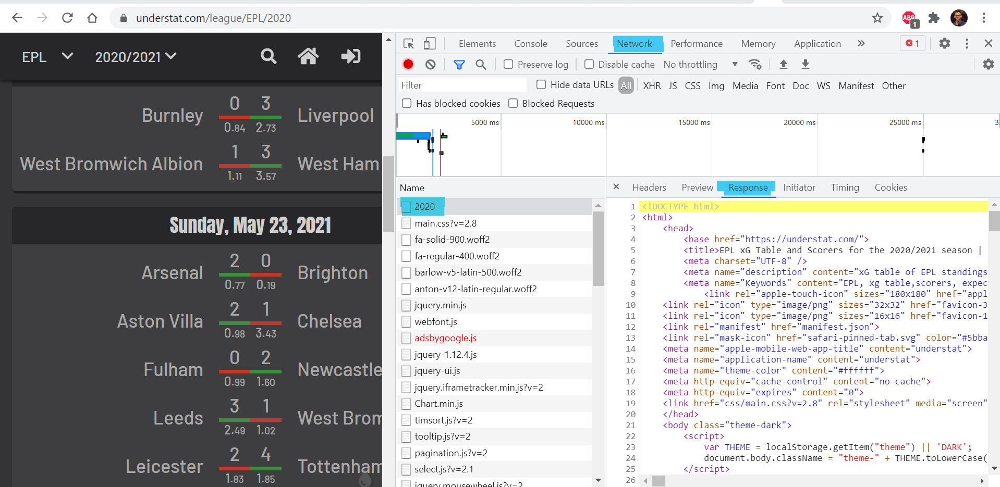 understat.com/league/EPL/2020
ABP
1
EPL
2020/2021
Burnley 0 3 Liverpool
0.84 2.73
West Bromwich Albion 1 3 West Ham
1.11 3.57
Sunday, May 23, 2021
Arsenal 2 0 Brighton
0.77 0.19
Aston Villa 2 1 Chelsea
0.98 3.43
Fulham 0 2 Newcastle
0.99 1.60
Leeds 3 1 West Brom
2.49 1.02
Leicester 2 4 Tottenham
1.83 1.85
Elements Console Sources Network Performance Memory Application » 1
Preserve log Disable cache No throttling
Filter Hide data URLs All XHR JS CSS Img Media Font Doc WS Manifest Other
Has blocked cookies Blocked Requests
5000 ms 10000 ms 15000 ms 20000 ms 25000 ms 3
Name
2020
main.css?v=2.8
fa-solid-900.woff2
fa-regular-400.woff2
barlow-v5-latin-500.woff2
anton-v12-latin-regular.woff2
jquery.min.js
webfont.js
adsbygoogle.js
jquery-1.12.4.js
jquery-ui.js
jquery.iframetracker.min.js?v=2
Chart.min.js
timsort.js?v=2
tooltip.js?v=2
pagination.js?v=2
select.js?v=2.1
jquery.mousewheel.js?v=2
Headers Preview Response Initiator Timing Cookies
1 <!DOCTYPE html>
2 <html>
3 <head>
4 <base href="https://understat.com/">
5 <title>EPL xG Table and Scorers for the 2020/2021 season |
6 <meta charset="UTF-8" />
7 <meta name="description" content="xG table of EPL standings
8 <meta name="Keywords" content="EPL, xg table,scorers, expec
9 <link rel="apple-touch-icon" sizes="180x180" href="appl
10 <link rel="icon" type="image/png" sizes="32x32" href="favicon-3
11 <link rel="icon" type="image/png" sizes="16x16" href="favicon-1
12 <link rel="manifest" href="manifest.json">
13 <link rel="mask-icon" href="safari-pinned-tab.svg" color="#5bba
14 <meta name="apple-mobile-web-app-title" content="understat">
15 <meta name="application-name" content="understat">
16 <meta name="theme-color" content="#ffffff">
17 <meta http-equiv="cache-control" content="no-cache">
18 <meta http-equiv="expires" content="0">
19 <link href="css/main.css?v=2.8" rel="stylesheet" media="screen"
20 </head>
21 <body class="theme-dark">
22 <script>
23 var THEME = localStorage.getItem("theme") || 'DARK';
24 document.body.className = "theme-" + THEME.toLowerCase(
25 </script>
26